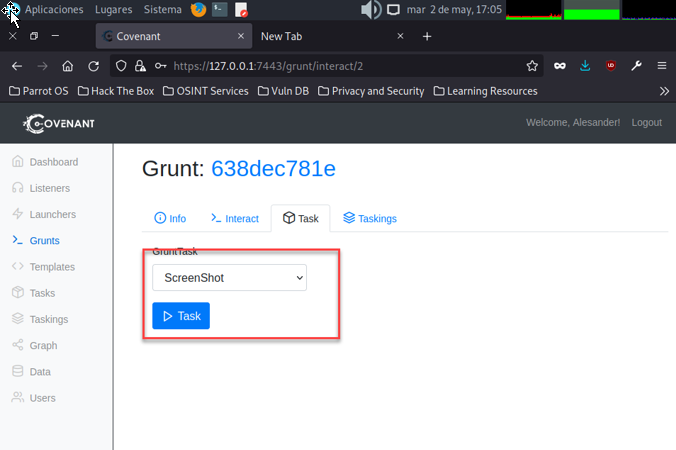 Aplicaciones Lugares Sistema mar 2 de may, 17:05
Covenant New Tab
https://127.0.0.1:7443/grunt/interact/2
Parrot OS Hack The Box OSINT Services Vuln DB Privacy and Security Learning Resources
COVENANT Welcome, Alesander! Logout
Dashboard
Listeners
Launchers
Grunts
Templates
Tasks
Taskings
Graph
Data
Users
Grunt: 638dec781e
Info Interact Task Taskings
GruntTask
ScreenShot
Task